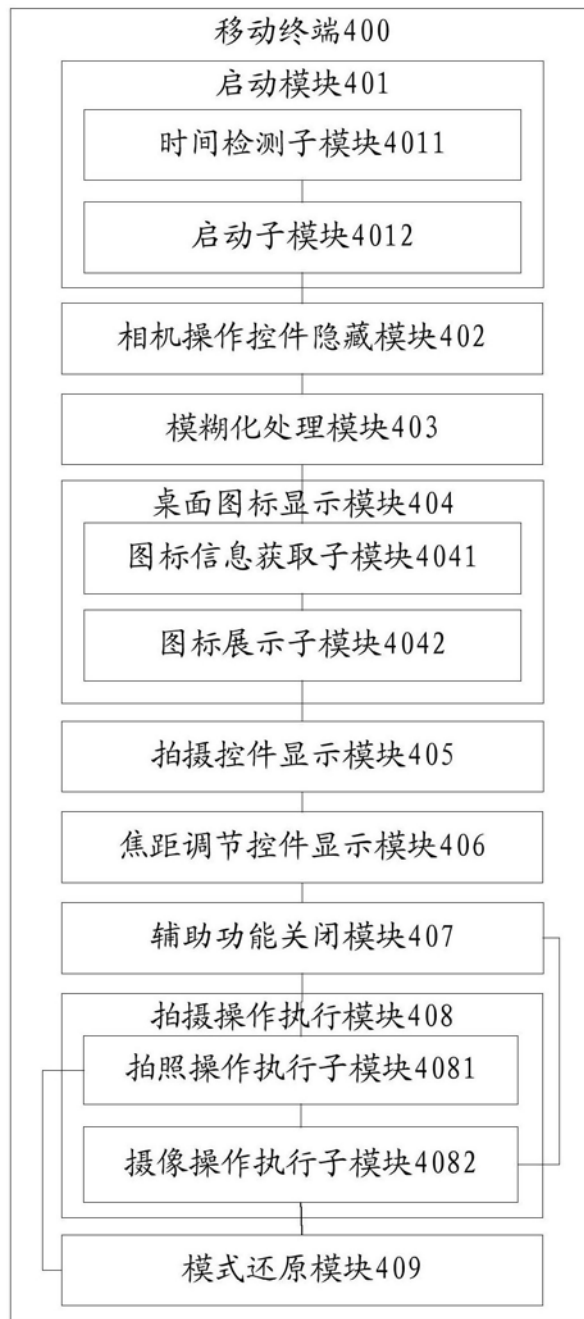 移动终端400
启动模块401
时间检测子模块4011
启动子模块4012
相机操作控件隐藏模块402
模糊化处理模块403
桌面图标显示模块404
图标信息获取子模块4041
图标展示子模块4042
拍摄控件显示模块405
焦距调节控件显示模块406
辅助功能关闭模块407
拍摄操作执行模块408
拍照操作执行子模块4081
摄像操作执行子模块4082
模式还原模块409